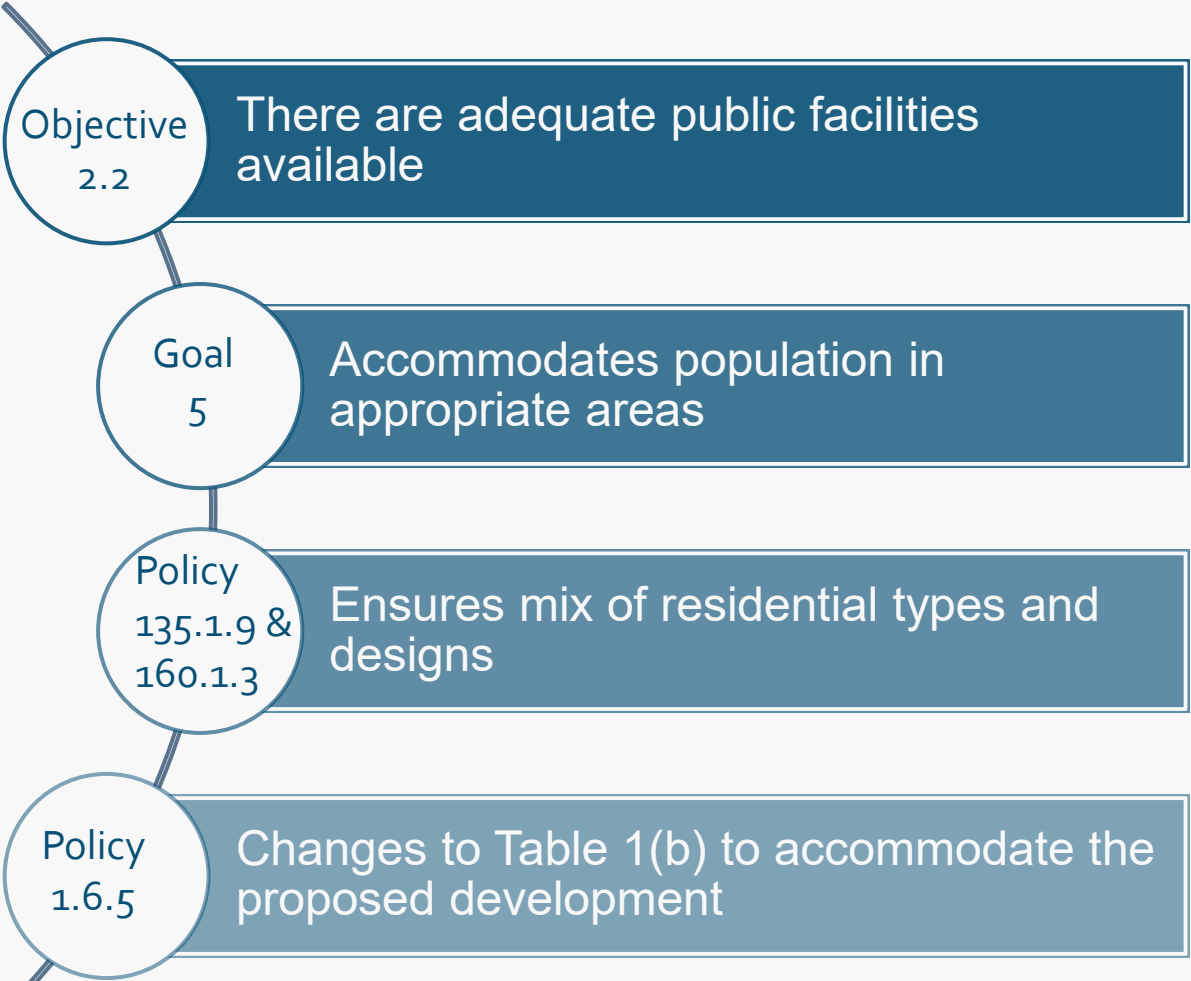 Objective
2.2
There are adequate public facilities
available
Goal
5
Accommodates population in
appropriate areas
Policy
135.1.9 &
160.1.3
Ensures mix of residential types and
designs
Policy
1.6.5
Changes to Table 1(b) to accommodate the
proposed development